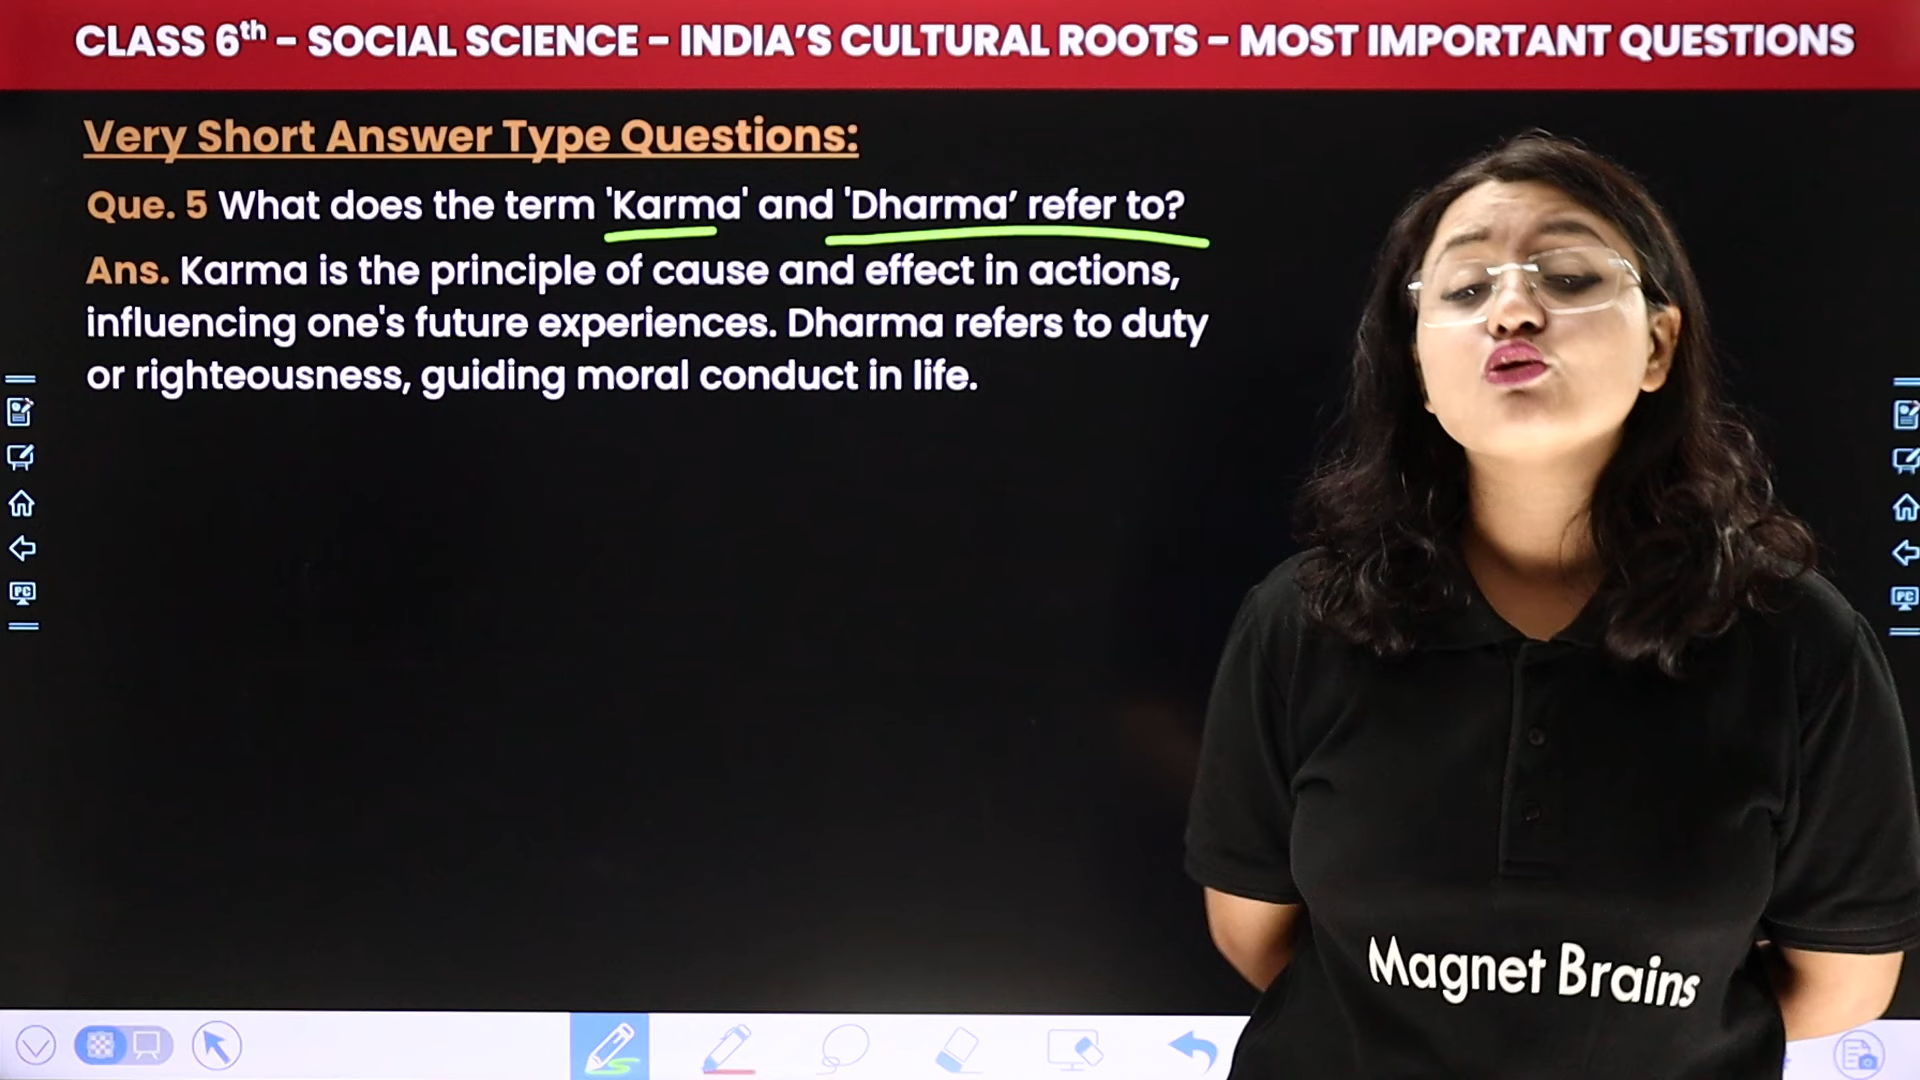 CLASS 6th – SOCIAL SCIENCE – INDIA’S CULTURAL ROOTS – MOST IMPORTANT QUESTIONS
Very Short Answer Type Questions:
Que. 5 What does the term 'Karma' and 'Dharma’ refer to?
Ans. Karma is the principle of cause and effect in actions,
influencing one's future experiences. Dharma refers to duty
or righteousness, guiding moral conduct in life.
PC
PC
Magnet Brains